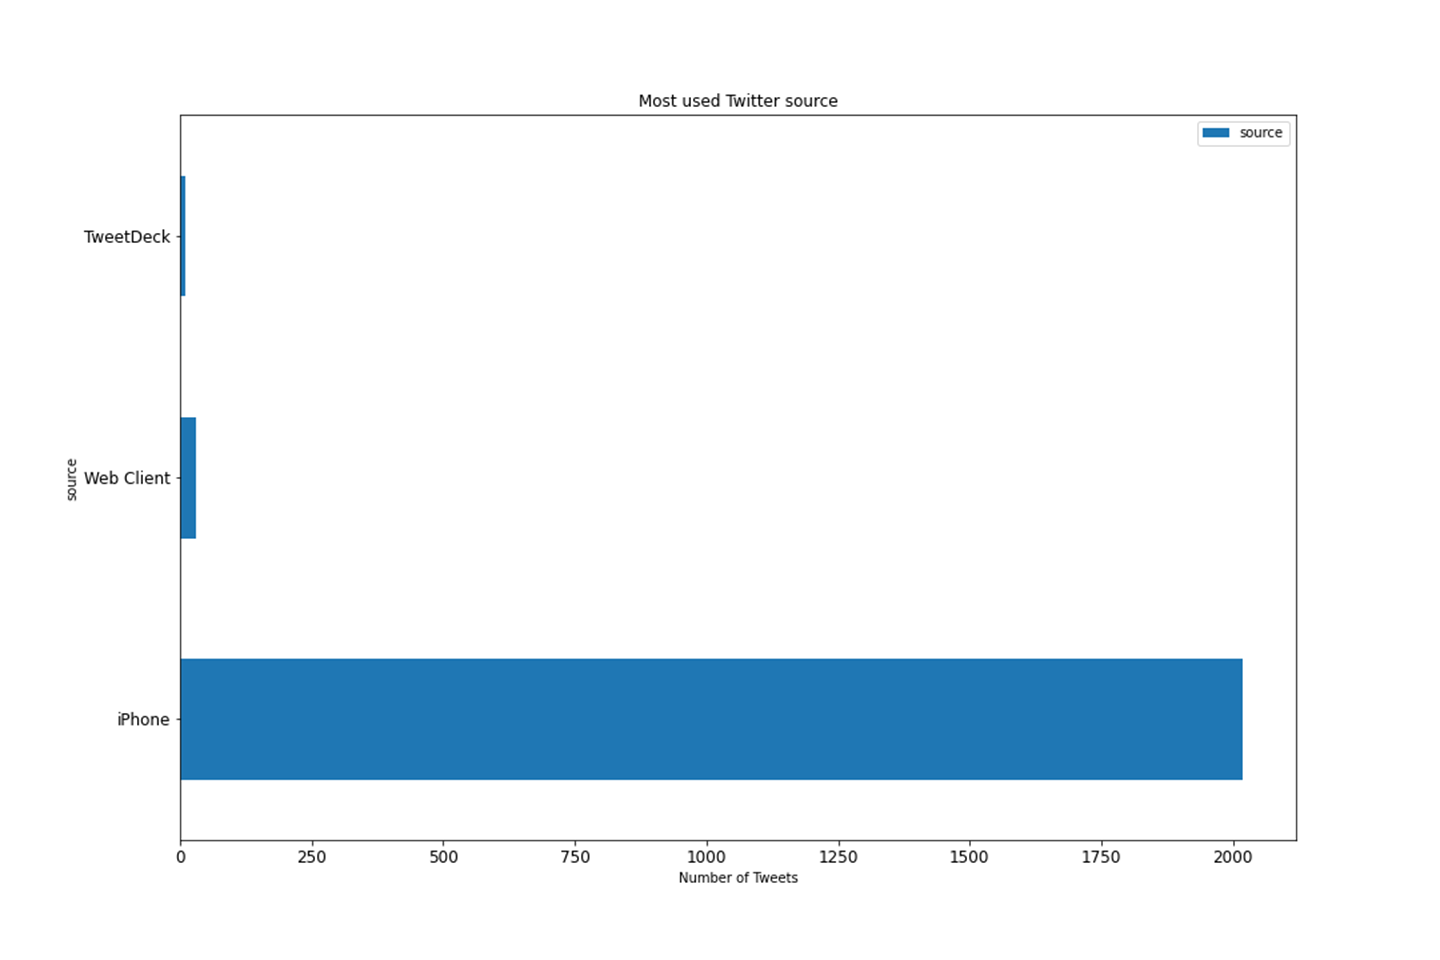 Most used Twitter source
source
TweetDeck
Web Client
iPhone
source
0 250 500 750 1000 1250 1500 1750 2000
Number of Tweets